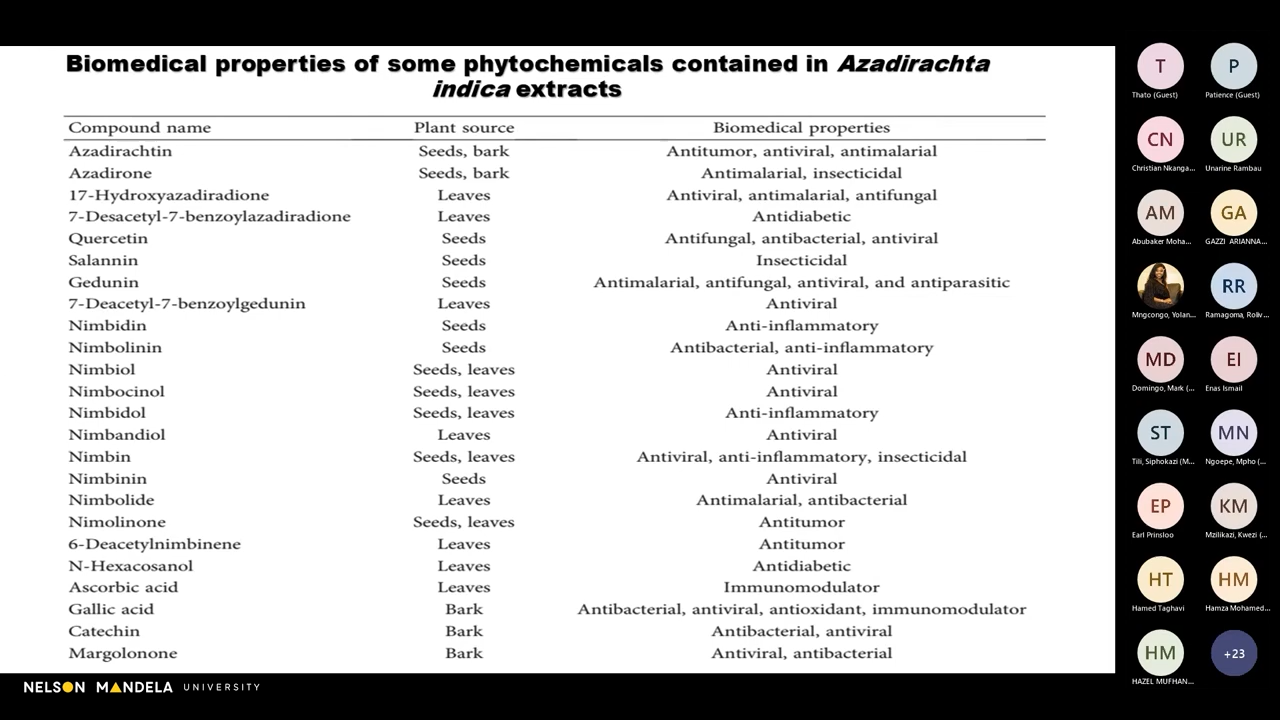 Biomedical properties of some phytochemicals contained in Azadirachta
indica extracts
Compound name Plant source Biomedical properties
Azadirachtin Seeds, bark Antitumor, antiviral, antimalarial
Azadirone Seeds, bark Antimalarial, insecticidal
17-Hydroxyazadiradione Leaves Antiviral, antimalarial, antifungal
7-Desacetyl-7-benzoylazadiradione Leaves Antidiabetic
Quercetin Seeds Antifungal, antibacterial, antiviral
Salannin Seeds Insecticidal
Gedunin Seeds Antimalarial, antifungal, antiviral, and antiparasitic
7-Deacetyl-7-benzoylgedunin Leaves Antiviral
Nimbidin Seeds Anti-inflammatory
Nimbolinin Seeds Antibacterial, anti-inflammatory
Nimbiol Seeds, leaves Antiviral
Nimbocinol Seeds, leaves Antiviral
Nimbidol Seeds, leaves Anti-inflammatory
Nimbandiol Leaves Antiviral
Nimbin Seeds, leaves Antiviral, anti-inflammatory, insecticidal
Nimbinin Seeds Antiviral
Nimbolide Leaves Antimalarial, antibacterial
Nimolinone Seeds, leaves Antitumor
6-Deacetylnimbinene Leaves Antitumor
N-Hexacosanol Leaves Antidiabetic
Ascorbic acid Leaves Immunomodulator
Gallic acid Bark Antibacterial, antiviral, antioxidant, immunomodulator
Catechin Bark Antibacterial, antiviral
Margolonone Bark Antiviral, antibacterial
NELSON MANDELA UNIVERSITY
T P
Thato (Guest) Patience (Guest)
CN UR
Christian Nkanga... Unarine Rambau
AM GA
Abubaker Moha... GAZZI ARIANNA...
RR
Mngcongo, Yolan... Ramagoma, Roliv...
MD EI
Domingo, Mark (... Enas Ismail
ST MN
Tili, Siphokazi (M... Ngoepe, Mpho (...
EP KM
Earl Prinsloo Mzilikazi, Kwezi (...
HT HM
Hamed Taghavi Hamza Mohamed...
HM +23
HAZEL MUFHAN...